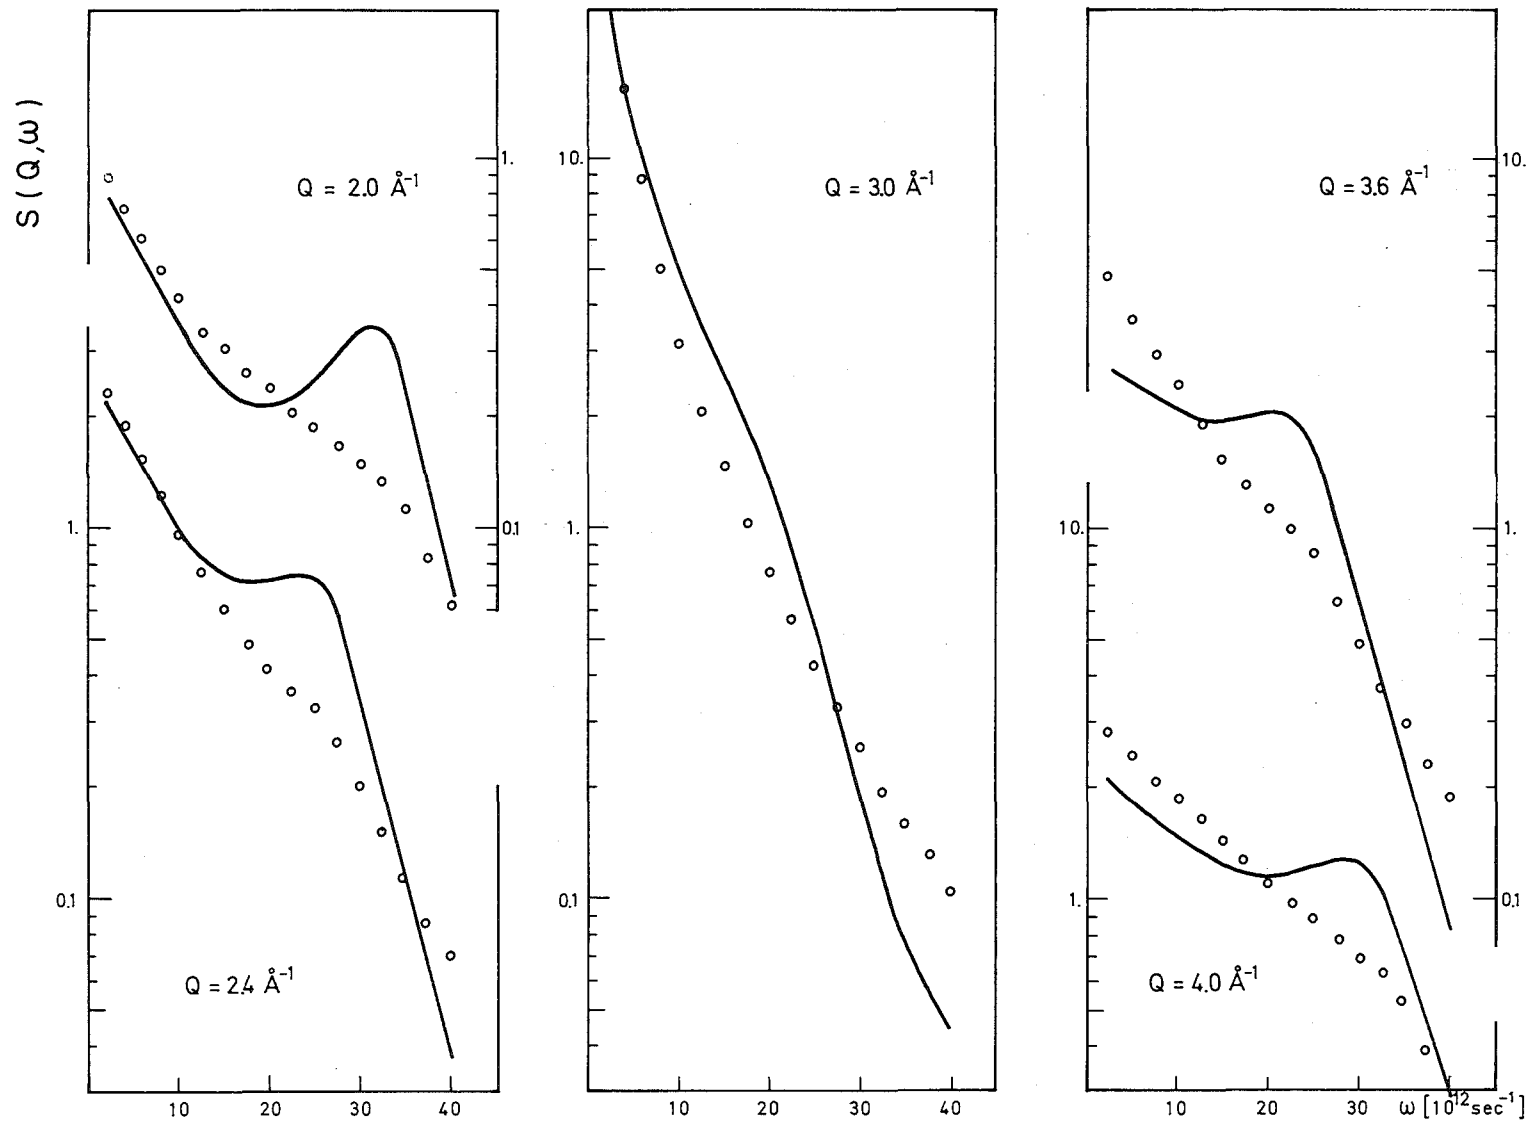 S(Q,ω)
Q = 2.0 Å⁻¹
1.
0.1
1.
0.1
Q = 2.4 Å⁻¹
10 20 30 40
Q = 3.0 Å⁻¹
10.
1.
0.1
10 20 30 40
Q = 3.6 Å⁻¹
10.
1.
0.1
10.
1.
Q = 4.0 Å⁻¹
10 20 30 ω [10¹² sec⁻¹]